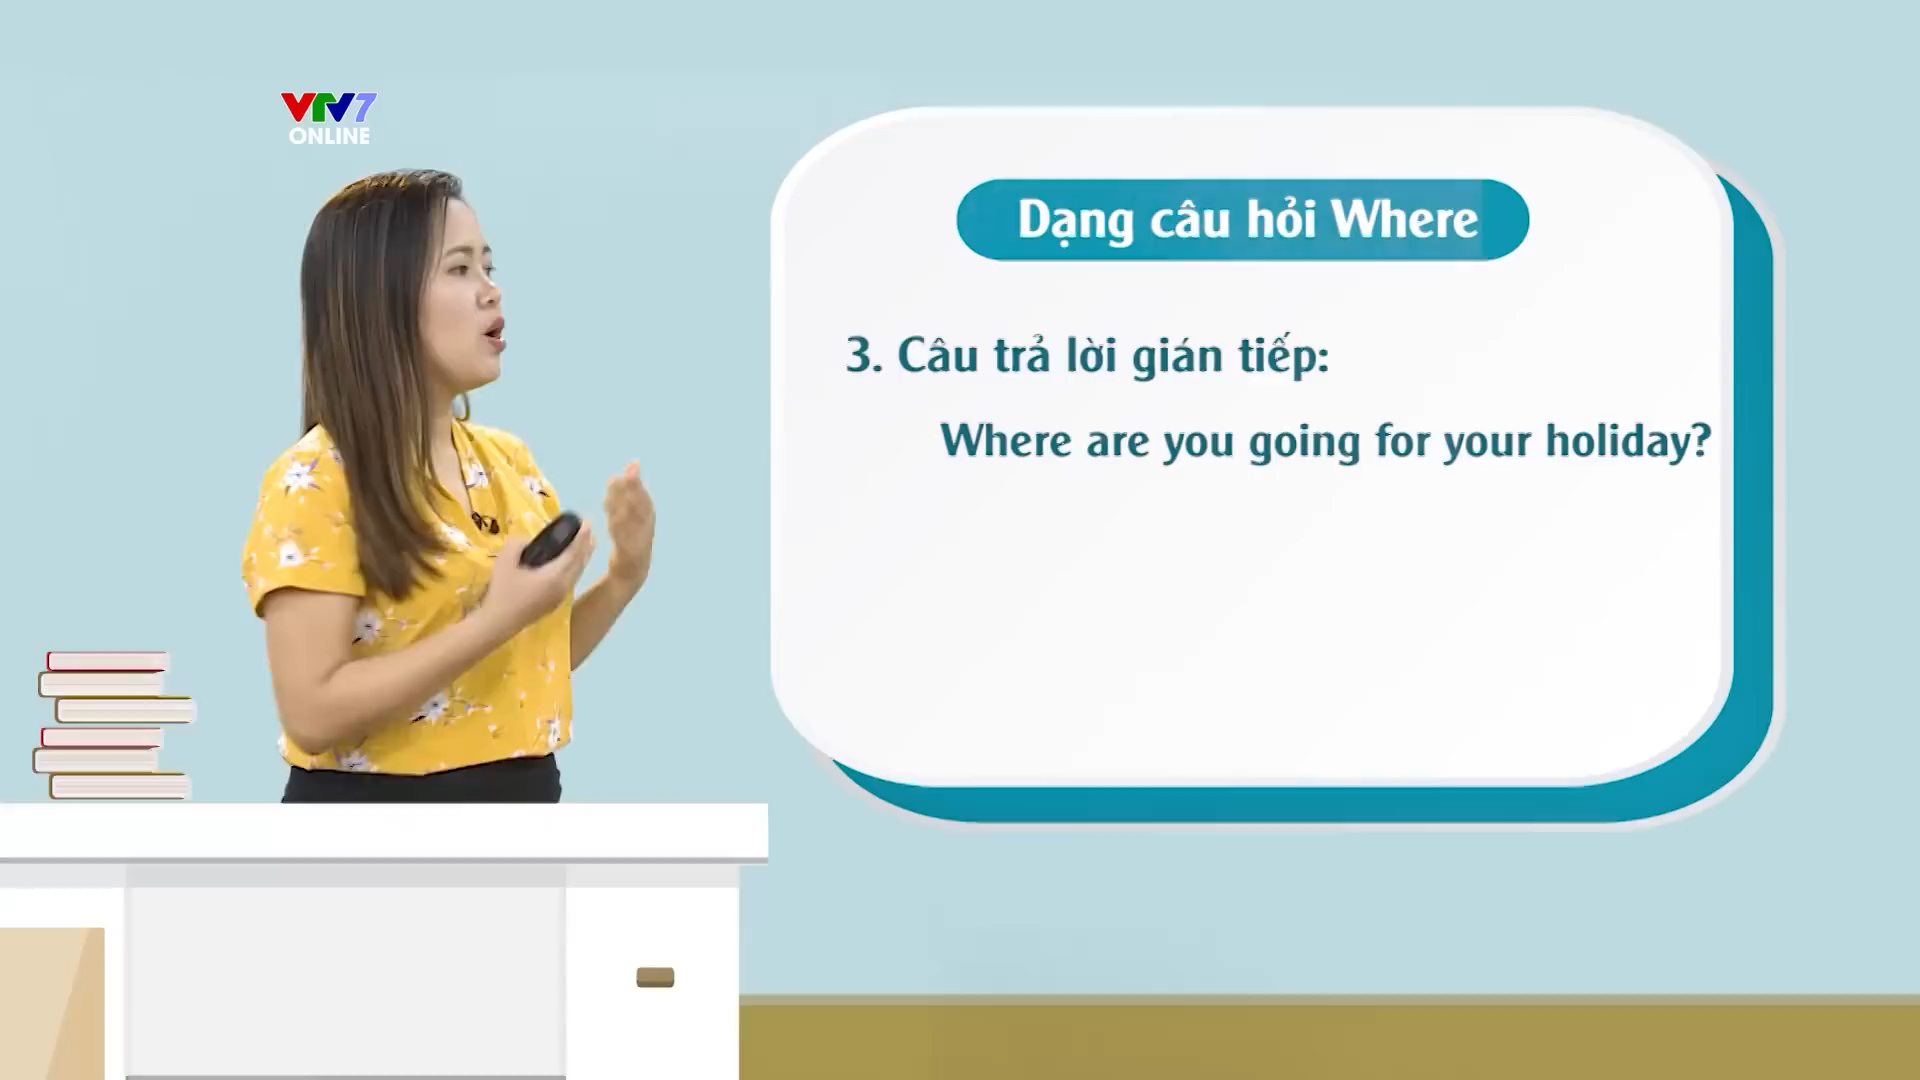 VTV7
ONLINE
Dạng câu hỏi Where
3. Câu trả lời gián tiếp:
Where are you going for your holiday?